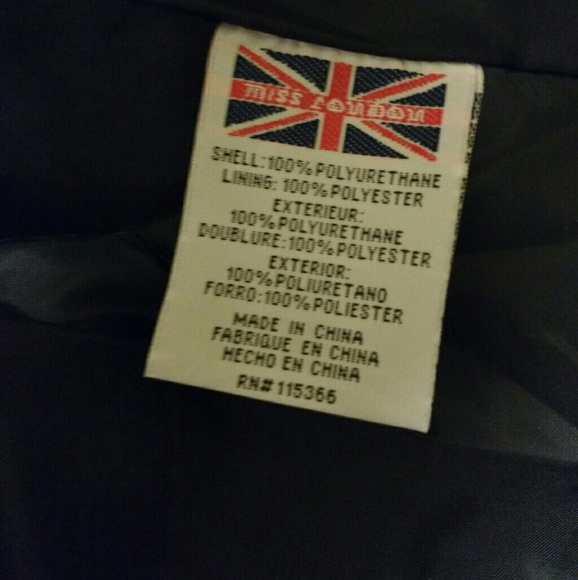 MISS LONDON
SHELL:100%POLYURETHANE
LINING: 100%POLYESTER
EXTERIEUR:
100%POLYURETHANE
DOUBLURE:100%POLYESTER
EXTERIOR:
100%POLIURETANO
FORRO:100%POLIESTER
MADE IN CHINA
FABRIQUE EN CHINA
HECHO EN CHINA
RN#115366